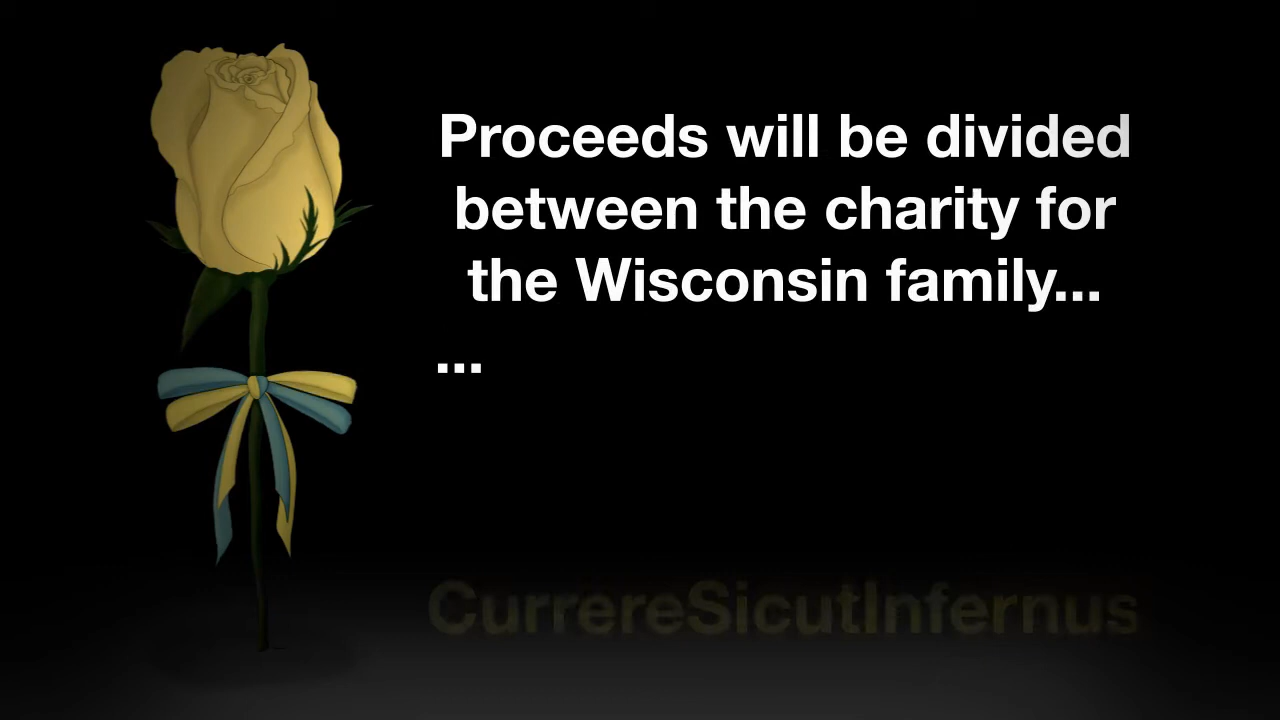 Proceeds will be divided
between the charity for
the Wisconsin family...
...
CurrereSicutInfernus